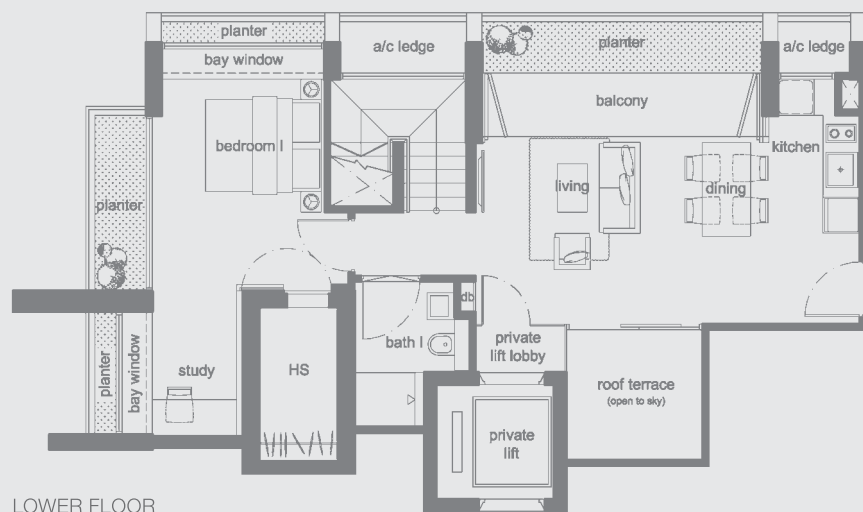 planter
a/c ledge
planter
a/c ledge
bay window
balcony
bedroom I
kitchen
living
dining
planter
db
private
lift lobby
bath I
study
HS
planter
bay window
roof terrace
(open to sky)
private
lift
LOWER FLOOR